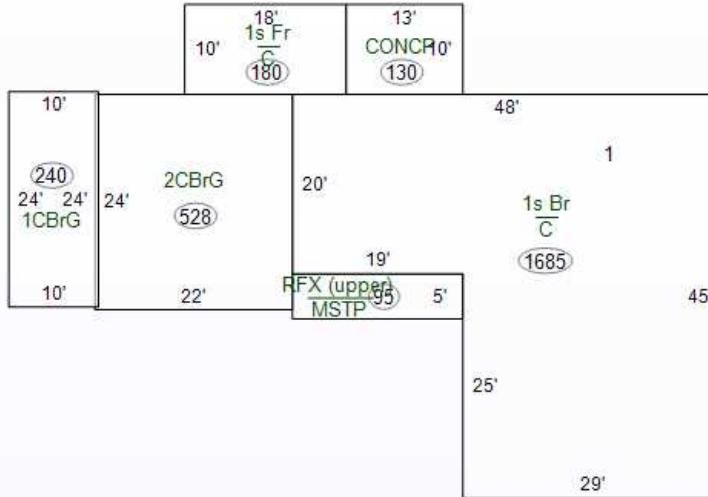 18' 13'
1s Fr
10' C CONCP 10'
180 130
10' 48'
1
240 20' 1s Br
24' 24' 24' 2CBrG C
1CBrG 528 1685
19'
10' 22' RFX (upper) 95 5' 45
MSTP
25'
29'